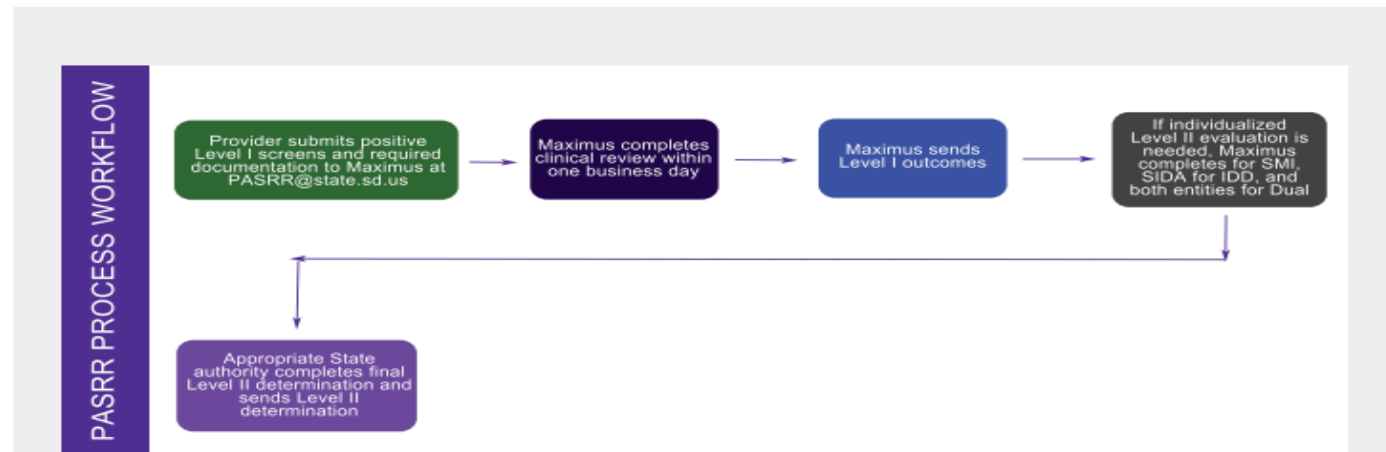 PASRR PROCESS WORKFLOW
Provider submits positive
Level I screens and required
documentation to Maximus at
PASRR@state.sd.us
Maximus completes
clinical review within
one business day
Maximus sends
Level I outcomes
If individualized
Level II evaluation is
needed, Maximus
completes for SMI,
SIDA for IDD, and
both entities for Dual
Appropriate State
authority completes final
Level II determination and
sends Level II
determination